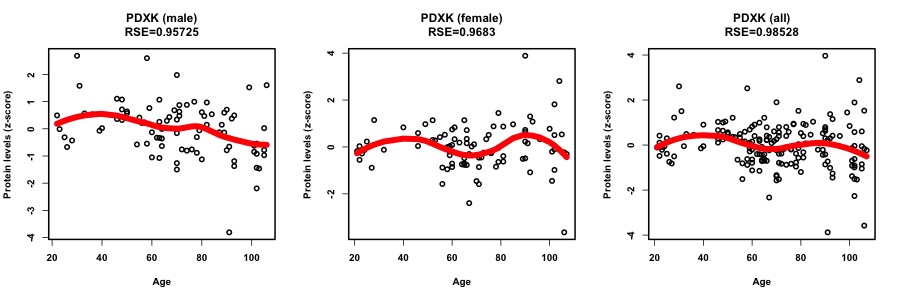 PDXK (male)
RSE=0.95725
Protein levels (z-score)
2
1
0
-1
-2
-3
-4
20 40 60 80 100
Age
PDXK (female)
RSE=0.9683
Protein levels (z-score)
4
2
0
-2
20 40 60 80 100
Age
PDXK (all)
RSE=0.98528
Protein levels (z-score)
4
2
0
-2
-4
20 40 60 80 100
Age